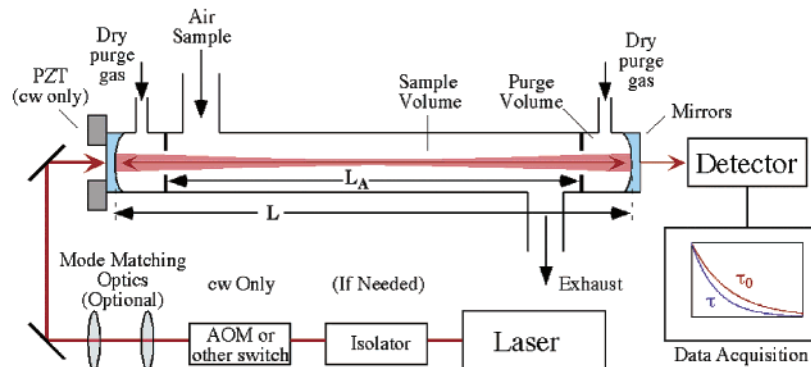 Air
Sample
Dry
purge
gas
Dry
purge
gas
PZT
(cw only)
Sample
Volume
Purge
Volume
Mirrors
Detector
L_A
L
Mode Matching
Optics
(Optional)
cw Only
(If Needed)
Exhaust
τ₀
τ
AOM or
other switch
Isolator
Laser
Data Acquisition